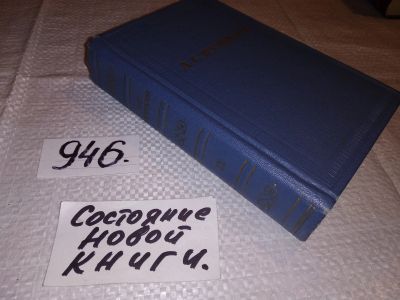 946.
Состояние
новой
книги.